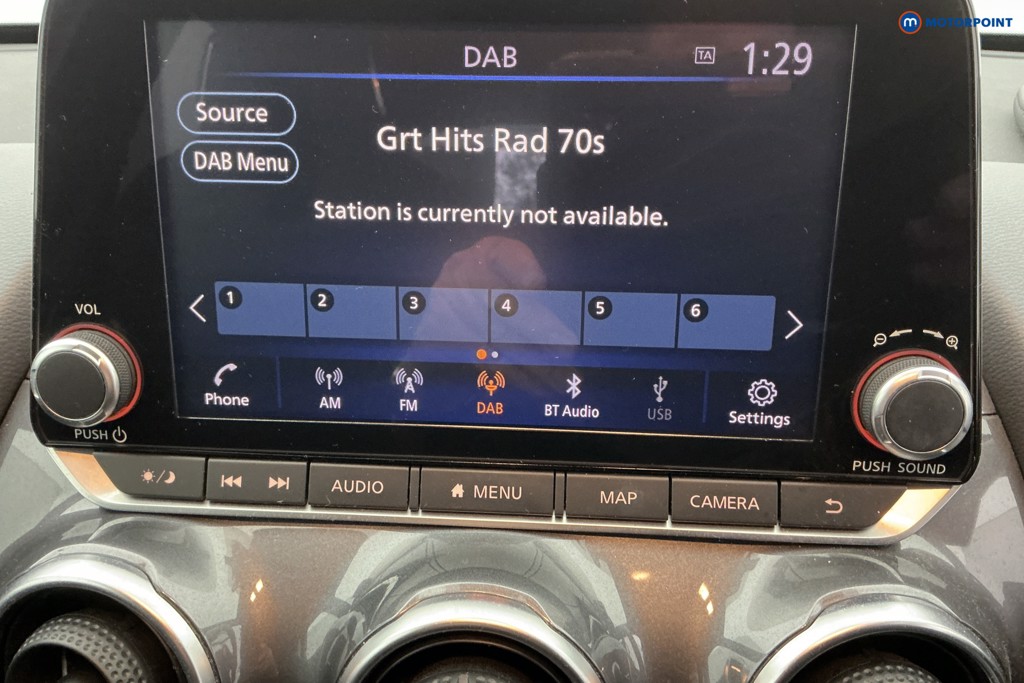 m MOTORPOINT
DAB TA 1:29
Source
Grt Hits Rad 70s
DAB Menu
Station is currently not available.
1 2 3 4 5 6
VOL
Phone AM FM DAB BT Audio USB Settings
PUSH
PUSH SOUND
AUDIO MENU MAP CAMERA